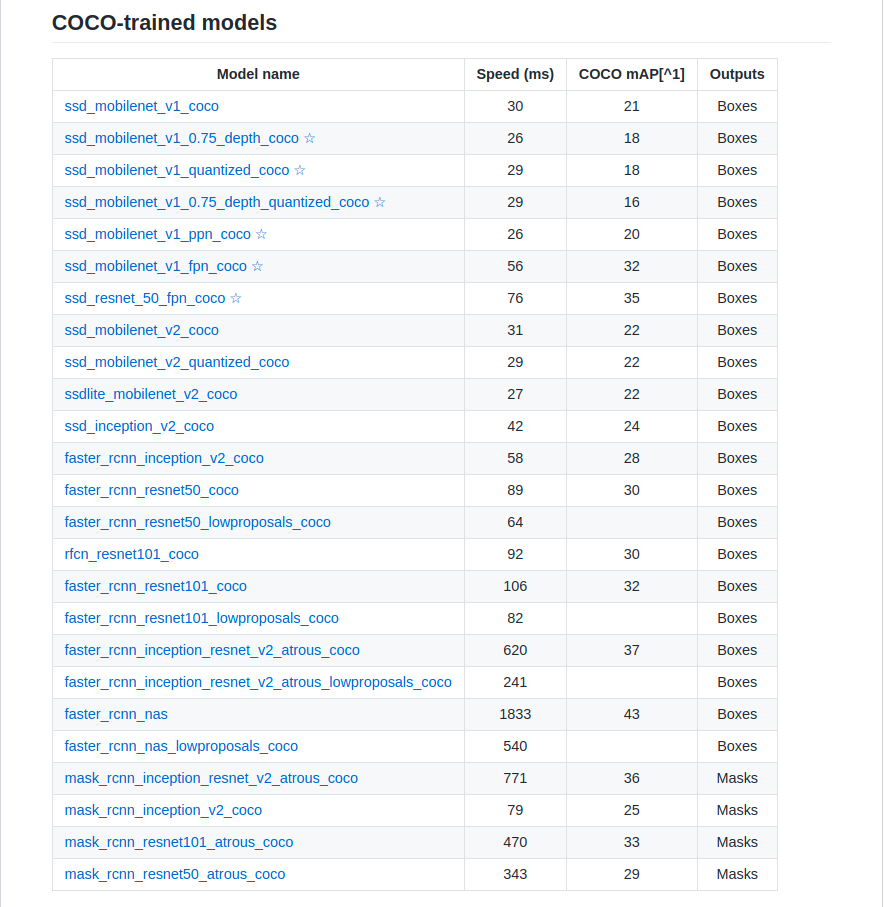 COCO-trained models
Model name Speed (ms) COCO mAP[^1] Outputs
ssd_mobilenet_v1_coco 30 21 Boxes
ssd_mobilenet_v1_0.75_depth_coco ☆ 26 18 Boxes
ssd_mobilenet_v1_quantized_coco ☆ 29 18 Boxes
ssd_mobilenet_v1_0.75_depth_quantized_coco ☆ 29 16 Boxes
ssd_mobilenet_v1_ppn_coco ☆ 26 20 Boxes
ssd_mobilenet_v1_fpn_coco ☆ 56 32 Boxes
ssd_resnet_50_fpn_coco ☆ 76 35 Boxes
ssd_mobilenet_v2_coco 31 22 Boxes
ssd_mobilenet_v2_quantized_coco 29 22 Boxes
ssdlite_mobilenet_v2_coco 27 22 Boxes
ssd_inception_v2_coco 42 24 Boxes
faster_rcnn_inception_v2_coco 58 28 Boxes
faster_rcnn_resnet50_coco 89 30 Boxes
faster_rcnn_resnet50_lowproposals_coco 64 Boxes
rfcn_resnet101_coco 92 30 Boxes
faster_rcnn_resnet101_coco 106 32 Boxes
faster_rcnn_resnet101_lowproposals_coco 82 Boxes
faster_rcnn_inception_resnet_v2_atrous_coco 620 37 Boxes
faster_rcnn_inception_resnet_v2_atrous_lowproposals_coco 241 Boxes
faster_rcnn_nas 1833 43 Boxes
faster_rcnn_nas_lowproposals_coco 540 Boxes
mask_rcnn_inception_resnet_v2_atrous_coco 771 36 Masks
mask_rcnn_inception_v2_coco 79 25 Masks
mask_rcnn_resnet101_atrous_coco 470 33 Masks
mask_rcnn_resnet50_atrous_coco 343 29 Masks